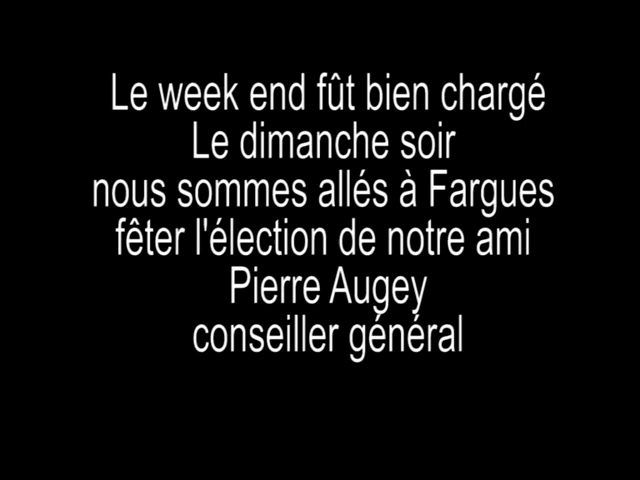 Le week end fût bien chargé
Le dimanche soir
nous sommes allés à Fargues
fêter l'élection de notre ami
Pierre Augey
conseiller général